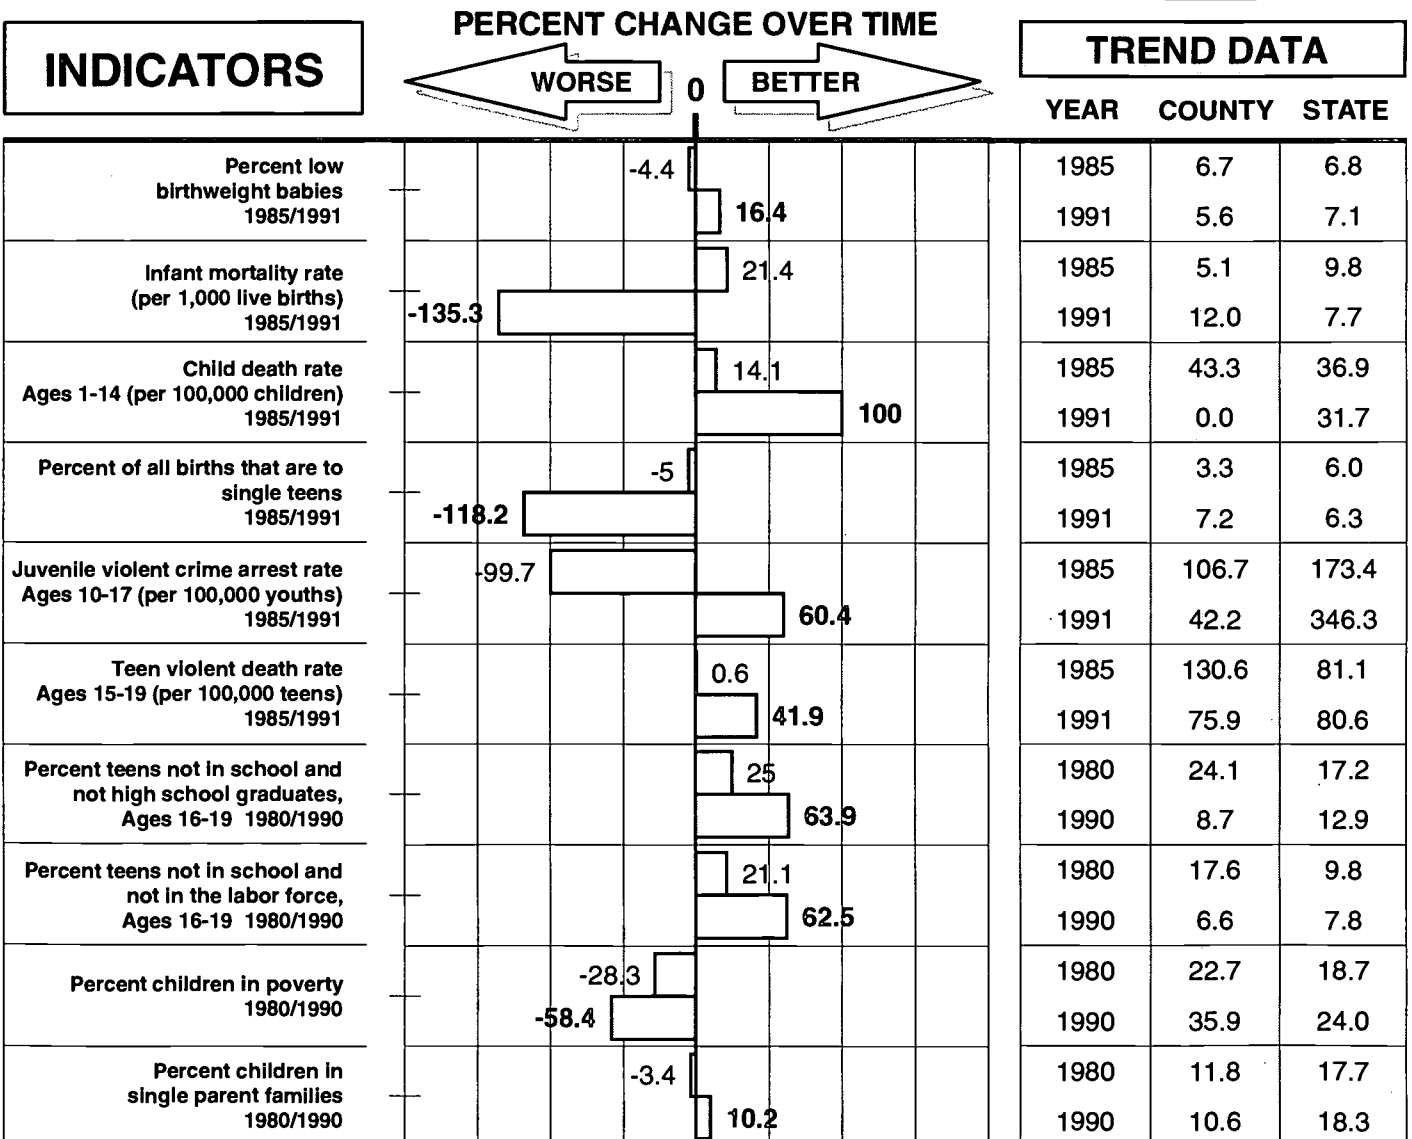 PERCENT CHANGE OVER TIME
INDICATORS
WORSE
0
BETTER
TREND DATA
YEAR COUNTY STATE
Percent low
birthweight babies
1985/1991
-4.4
16.4
1985 6.7 6.8
1991 5.6 7.1
Infant mortality rate
(per 1,000 live births)
1985/1991
21.4
-135.3
1985 5.1 9.8
1991 12.0 7.7
Child death rate
Ages 1-14 (per 100,000 children)
1985/1991
14.1
100
1985 43.3 36.9
1991 0.0 31.7
Percent of all births that are to
single teens
1985/1991
-5
-118.2
1985 3.3 6.0
1991 7.2 6.3
Juvenile violent crime arrest rate
Ages 10-17 (per 100,000 youths)
1985/1991
-99.7
60.4
1985 106.7 173.4
1991 42.2 346.3
Teen violent death rate
Ages 15-19 (per 100,000 teens)
1985/1991
0.6
41.9
1985 130.6 81.1
1991 75.9 80.6
Percent teens not in school and
not high school graduates,
Ages 16-19 1980/1990
25
63.9
1980 24.1 17.2
1990 8.7 12.9
Percent teens not in school and
not in the labor force,
Ages 16-19 1980/1990
21.1
62.5
1980 17.6 9.8
1990 6.6 7.8
Percent children in poverty
1980/1990
-28.3
-58.4
1980 22.7 18.7
1990 35.9 24.0
Percent children in
single parent families
1980/1990
-3.4
10.2
1980 11.8 17.7
1990 10.6 18.3